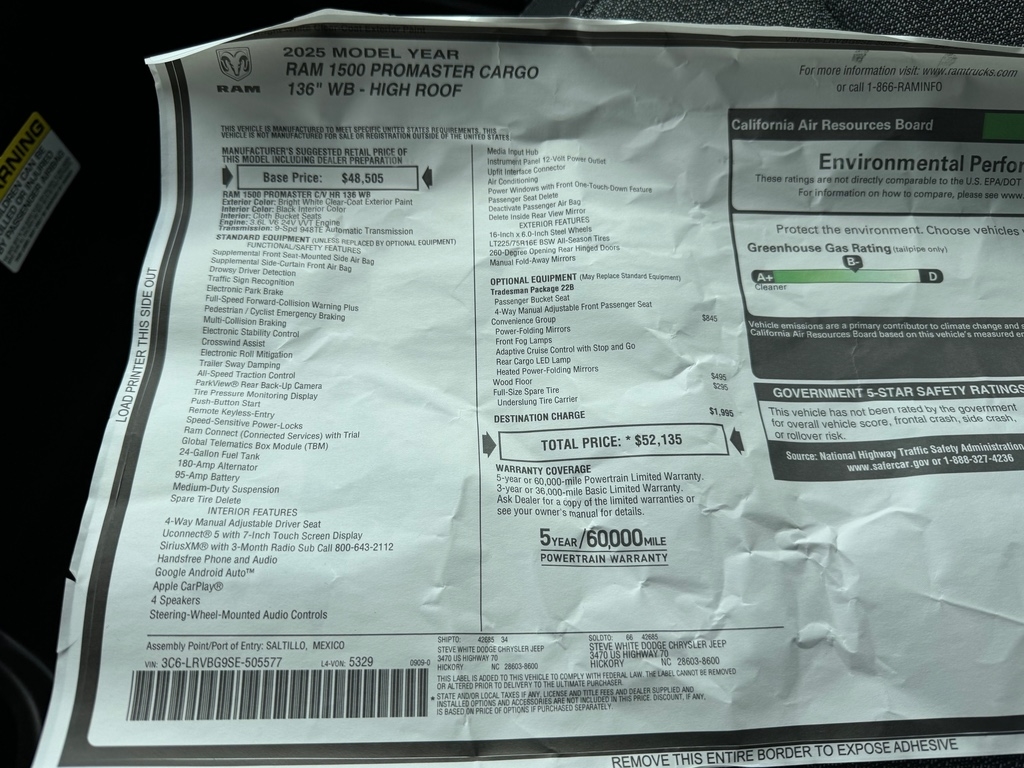 2025 MODEL YEAR
RAM 1500 PROMASTER CARGO
136" WB - HIGH ROOF
RAM
For more information visit: www.ramtrucks.com
or call 1-866-RAMINFO
WARNING
LOAD PRINTER THIS SIDE OUT
THIS VEHICLE IS MANUFACTURED TO MEET SPECIFIC UNITED STATES REQUIREMENTS. THIS
VEHICLE IS NOT MANUFACTURED FOR SALE OR REGISTRATION OUTSIDE OF THE UNITED STATES.
MANUFACTURER'S SUGGESTED RETAIL PRICE OF
THIS MODEL INCLUDING DEALER PREPARATION
Base Price: $48,505
RAM 1500 PROMASTER C/V HR 136 WB
Exterior Color: Bright White Clear-Coat Exterior Paint
Interior Color: Black Interior Color
Interior: Cloth Bucket Seats
Engine: 3.6L V6 24V VVT Engine
Transmission: 9-Spd 948TE Automatic Transmission
STANDARD EQUIPMENT (UNLESS REPLACED BY OPTIONAL EQUIPMENT)
FUNCTIONAL/SAFETY FEATURES
Supplemental Front Seat-Mounted Side Air Bag
Supplemental Side-Curtain Front Air Bag
Drowsy Driver Detection
Traffic Sign Recognition
Electronic Park Brake
Full-Speed Forward-Collision Warning Plus
Pedestrian / Cyclist Emergency Braking
Multi-Collision Braking
Electronic Stability Control
Crosswind Assist
Electronic Roll Mitigation
Trailer Sway Damping
All-Speed Traction Control
ParkView® Rear Back-Up Camera
Tire Pressure Monitoring Display
Push-Button Start
Remote Keyless-Entry
Speed-Sensitive Power-Locks
Ram Connect (Connected Services) with Trial
Global Telematics Box Module (TBM)
24-Gallon Fuel Tank
180-Amp Alternator
95-Amp Battery
Medium-Duty Suspension
Spare Tire Delete
INTERIOR FEATURES
4-Way Manual Adjustable Driver Seat
Uconnect® 5 with 7-Inch Touch Screen Display
SiriusXM® with 3-Month Radio Sub Call 800-643-2112
Handsfree Phone and Audio
Google Android Auto™
Apple CarPlay®
4 Speakers
Steering-Wheel-Mounted Audio Controls
Media Input Hub
Instrument Panel 12-Volt Power Outlet
Upfit Interface Connector
Air Conditioning
Power Windows with Front One-Touch-Down Feature
Passenger Seat Delete
Deactivate Passenger Air Bag
Delete Inside Rear View Mirror
EXTERIOR FEATURES
16-Inch x 6.0-Inch Steel Wheels
LT225/75R16E BSW All-Season Tires
260-Degree Opening Rear Hinged Doors
Manual Fold-Away Mirrors
OPTIONAL EQUIPMENT (May Replace Standard Equipment)
Tradesman Package 22B
Passenger Bucket Seat
4-Way Manual Adjustable Front Passenger Seat
Convenience Group $845
Power-Folding Mirrors
Front Fog Lamps
Adaptive Cruise Control with Stop and Go
Rear Cargo LED Lamp
Heated Power-Folding Mirrors
Wood Floor $495
Full-Size Spare Tire $295
Underslung Tire Carrier
DESTINATION CHARGE $1,995
TOTAL PRICE: * $52,135
WARRANTY COVERAGE
5-year or 60,000-mile Powertrain Limited Warranty.
3-year or 36,000-mile Basic Limited Warranty.
Ask Dealer for a copy of the limited warranties or
see your owner's manual for details.
5 YEAR/60,000 MILE
POWERTRAIN WARRANTY
California Air Resources Board
Environmental Perfor
These ratings are not directly comparable to the U.S. EPA/DOT
For information on how to compare, please see www
Protect the environment. Choose vehicles
Greenhouse Gas Rating (tailpipe only)
B-
A+ D
Cleaner
Vehicle emissions are a primary contributor to climate change and
California Air Resources Board based on this vehicle's measured
GOVERNMENT 5-STAR SAFETY RATINGS
This vehicle has not been rated by the government
for overall vehicle score, frontal crash, side crash,
or rollover risk.
Source: National Highway Traffic Safety Administration
www.safercar.gov or 1-888-327-4236
Assembly Point/Port of Entry: SALTILLO, MEXICO
VIN: 3C6-LRVBG9SE-505577 L4-VON: 5329 0909-0
SHIPTO: 42685 34
STEVE WHITE DODGE CHRYSLER JEEP
3470 US HIGHWAY 70
HICKORY NC 28603-8600
SOLDTO: 66 42685
STEVE WHITE DODGE CHRYSLER JEEP
3470 US HIGHWAY 70
HICKORY NC 28603-8600
THIS LABEL IS ADDED TO THIS VEHICLE TO COMPLY WITH FEDERAL LAW. THE LABEL CANNOT BE REMOVED
OR ALTERED PRIOR TO DELIVERY TO THE ULTIMATE PURCHASER.
* STATE AND/OR LOCAL TAXES IF ANY, LICENSE AND TITLE FEES AND DEALER SUPPLIED AND
INSTALLED OPTIONS AND ACCESSORIES ARE NOT INCLUDED IN THIS PRICE. DISCOUNT, IF ANY,
IS BASED ON PRICE OF OPTIONS IF PURCHASED SEPARATELY.
REMOVE THIS ENTIRE BORDER TO EXPOSE ADHESIVE